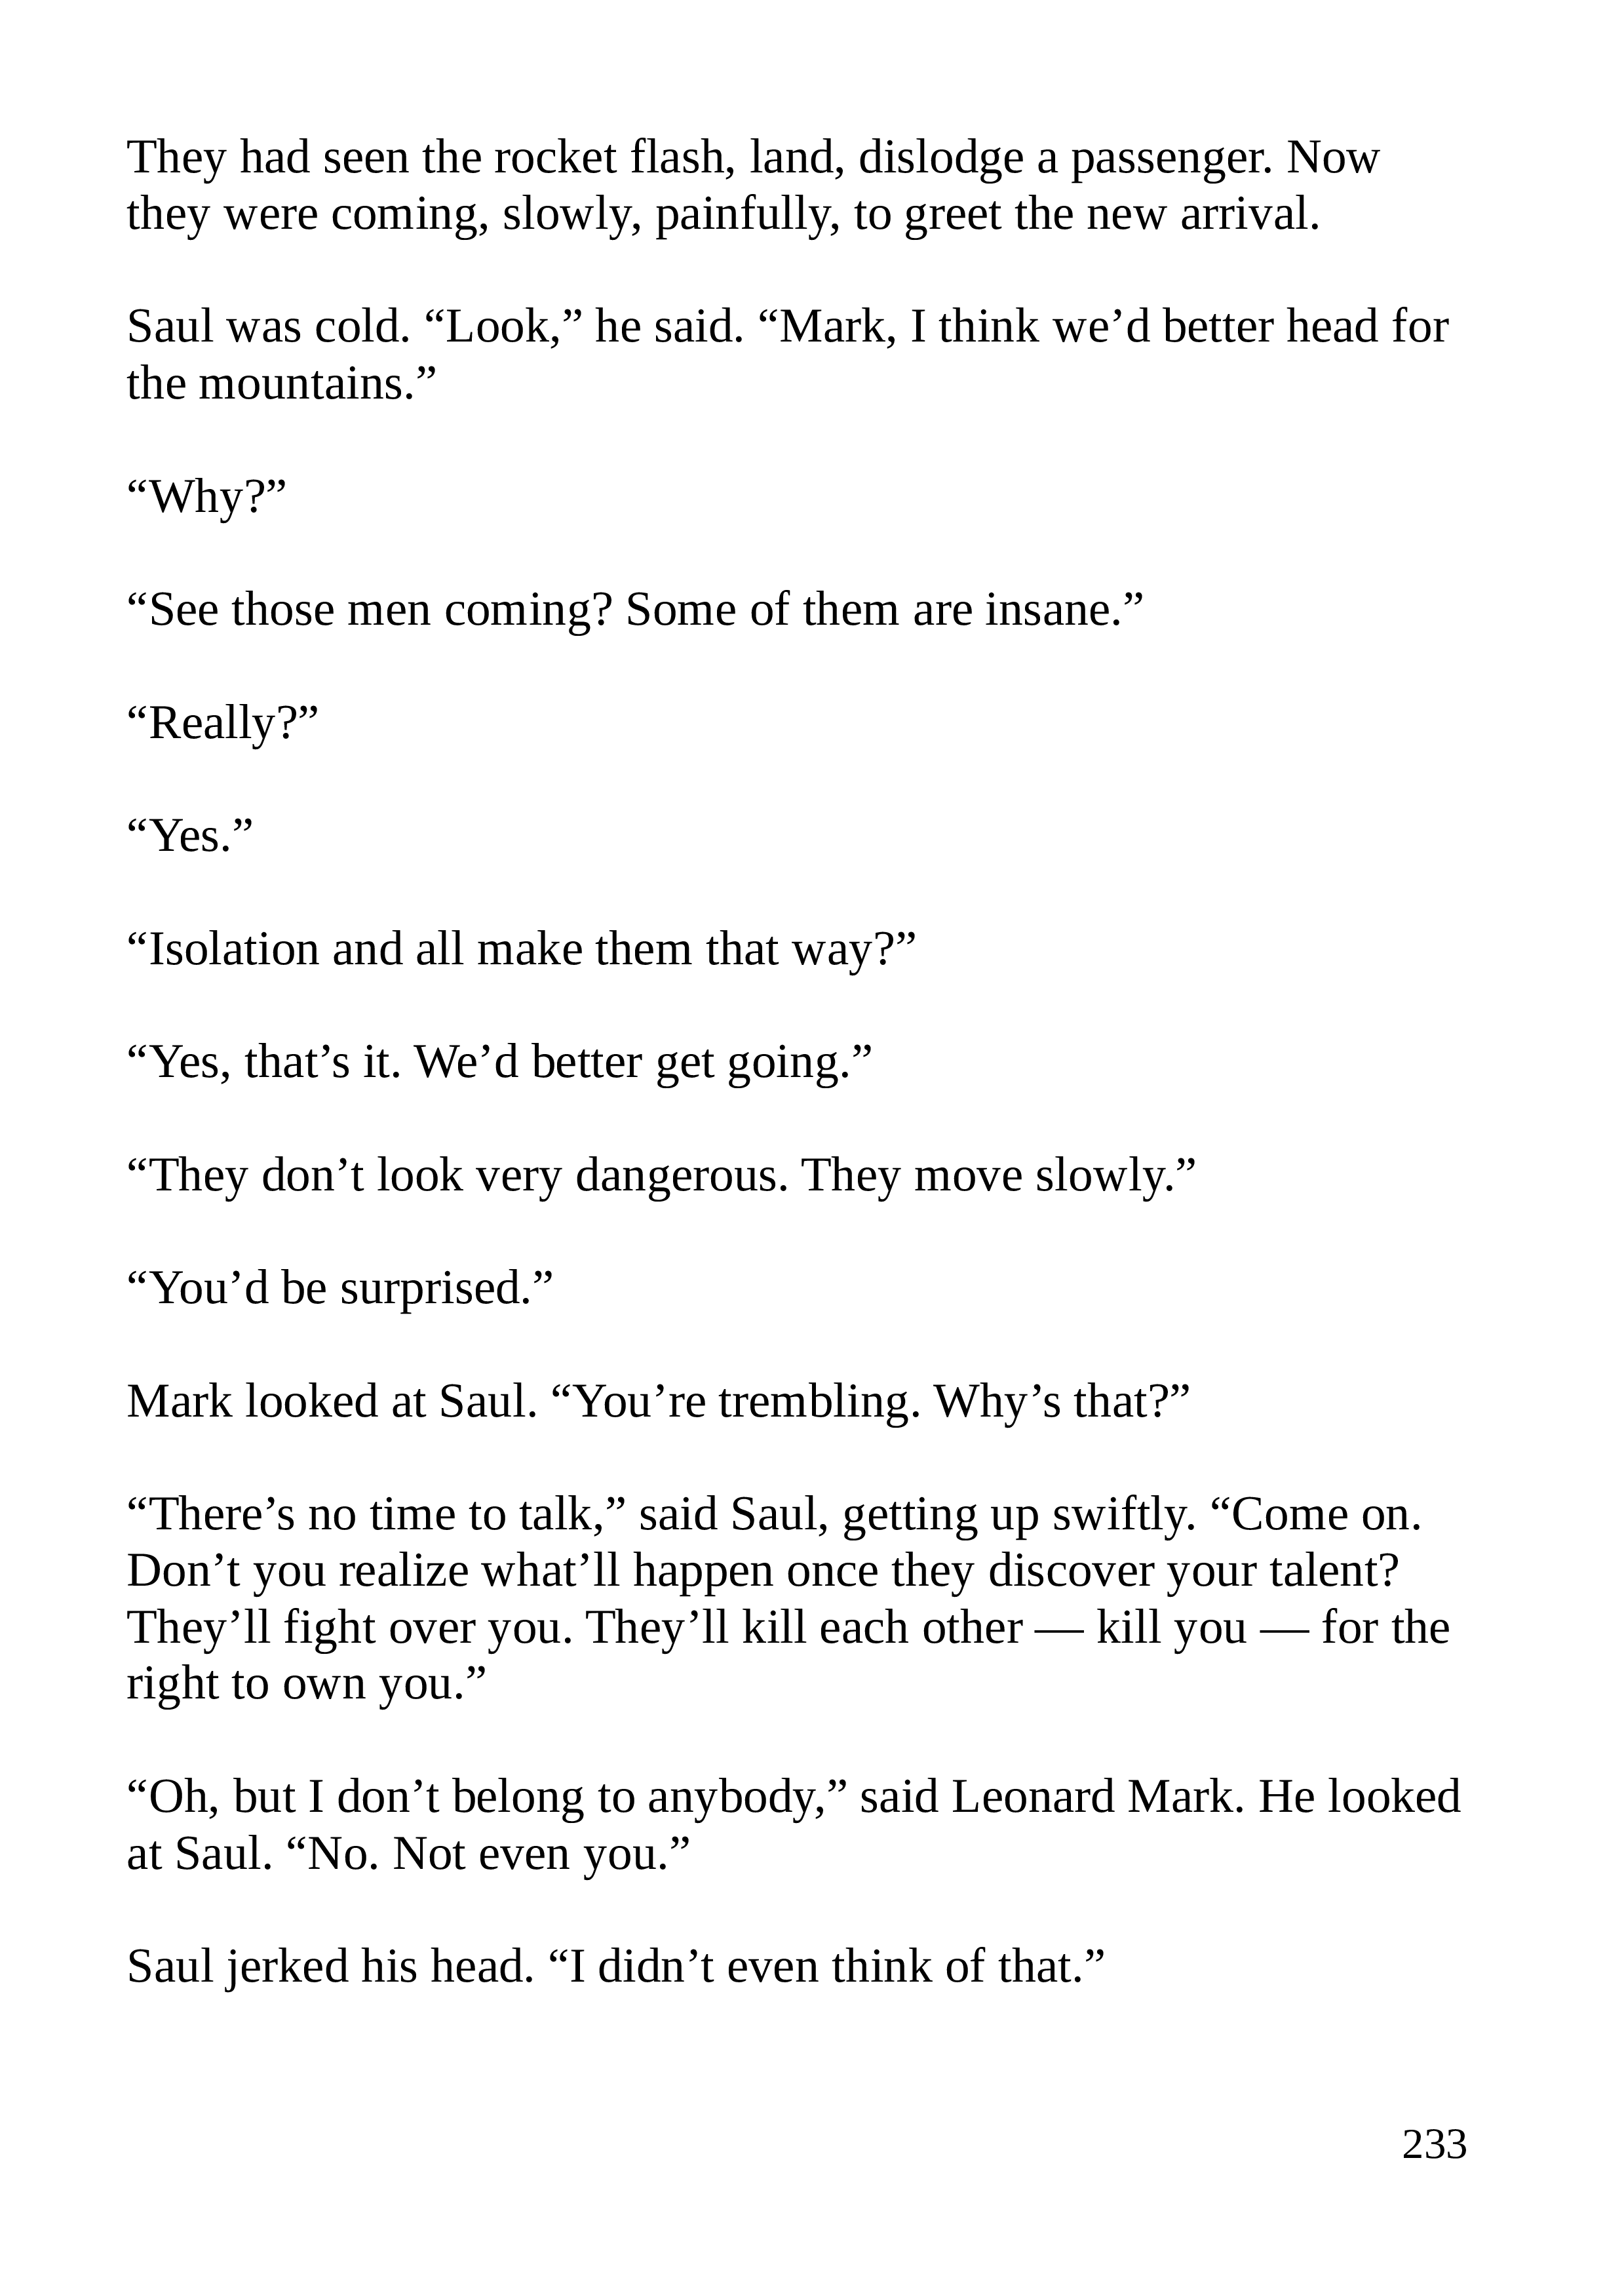 They had seen the rocket flash, land, dislodge a passenger. Now
they were coming, slowly, painfully, to greet the new arrival.
Saul was cold. “Look,” he said. “Mark, I think we’d better head for
the mountains.”
“Why?”
“See those men coming? Some of them are insane.”
“Really?”
“Yes.”
“Isolation and all make them that way?”
“Yes, that’s it. We’d better get going.”
“They don’t look very dangerous. They move slowly.”
“You’d be surprised.”
Mark looked at Saul. “You’re trembling. Why’s that?”
“There’s no time to talk,” said Saul, getting up swiftly. “Come on.
Don’t you realize what’ll happen once they discover your talent?
They’ll fight over you. They’ll kill each other — kill you — for the
right to own you.”
“Oh, but I don’t belong to anybody,” said Leonard Mark. He looked
at Saul. “No. Not even you.”
Saul jerked his head. “I didn’t even think of that.”
233